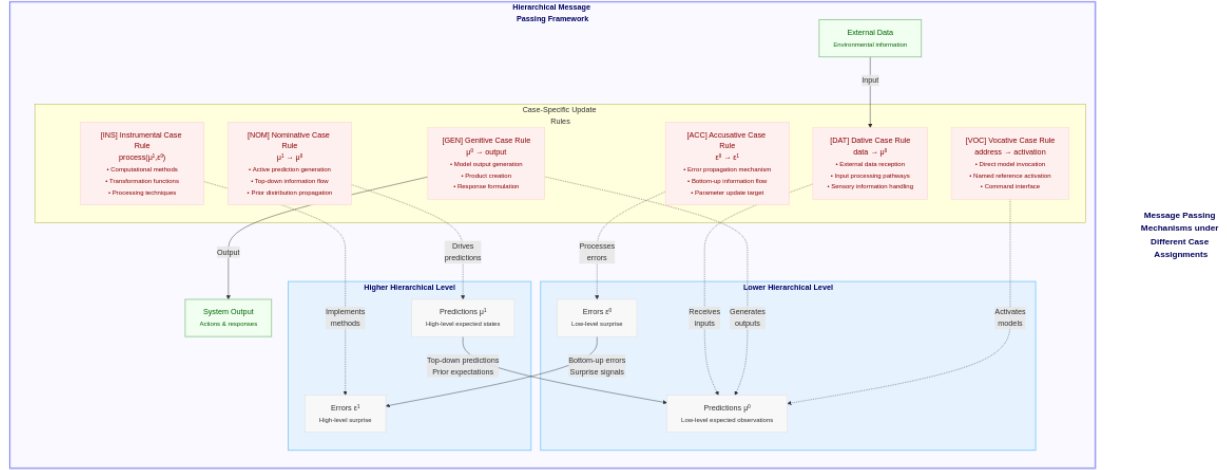 Hierarchical Message
Passing Framework
External Data
Environmental information
Input
Case-Specific Update
Rules
[INS] Instrumental Case
Rule
process(μ¹,ε⁰)
• Computational methods
• Transformation functions
• Processing techniques
[NOM] Nominative Case
Rule
μ¹ → μ⁰
• Active prediction generation
• Top-down information flow
• Prior distribution propagation
[GEN] Genitive Case Rule
μ⁰ → output
• Model output generation
• Product creation
• Response formulation
[ACC] Accusative Case
Rule
ε⁰ → ε¹
• Error propagation mechanism
• Bottom-up information flow
• Parameter update target
[DAT] Dative Case Rule
data → μ⁰
• External data reception
• Input processing pathways
• Sensory information handling
[VOC] Vocative Case Rule
address → activation
• Direct model invocation
• Named reference activation
• Command interface
Message Passing
Mechanisms under
Different Case
Assignments
Output
Drives
predictions
Processes
errors
Higher Hierarchical Level
Lower Hierarchical Level
System Output
Actions & responses
Implements
methods
Predictions μ¹
High-level expected states
Errors ε⁰
Low-level surprise
Receives
inputs
Generates
outputs
Activates
models
Top-down predictions
Prior expectations
Bottom-up errors
Surprise signals
Errors ε¹
High-level surprise
Predictions μ⁰
Low-level expected observations